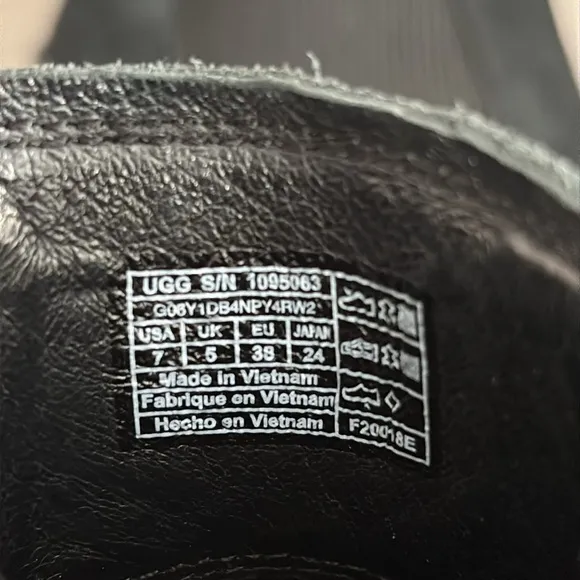 UGG S/N 1095063
G06Y1DB4NPY4RW2
USA UK EU JAPAN
7 5 38 24
Made in Vietnam
Fabrique en Vietnam
Hecho en Vietnam
F20018E